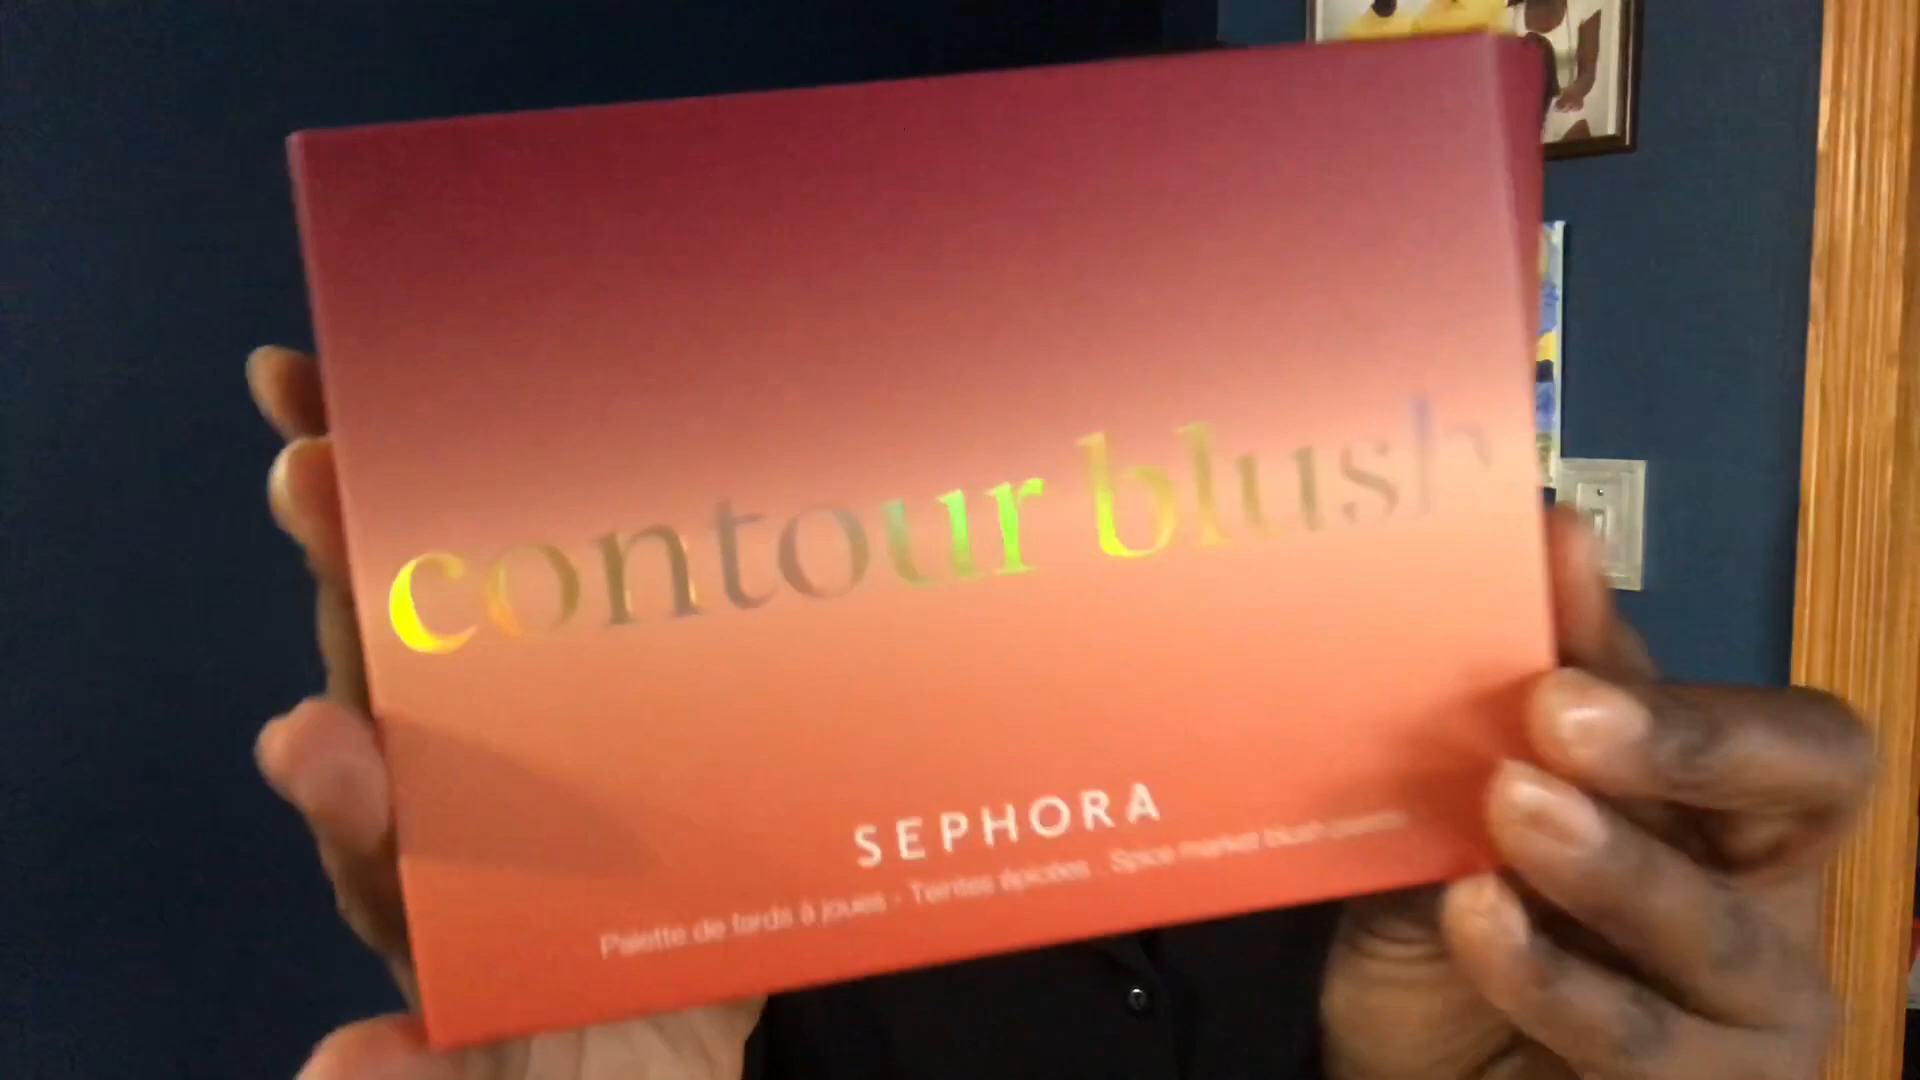 contour blush
SEPHORA
Palette de fards à joues - Teintes épicées . Spice market blush palette